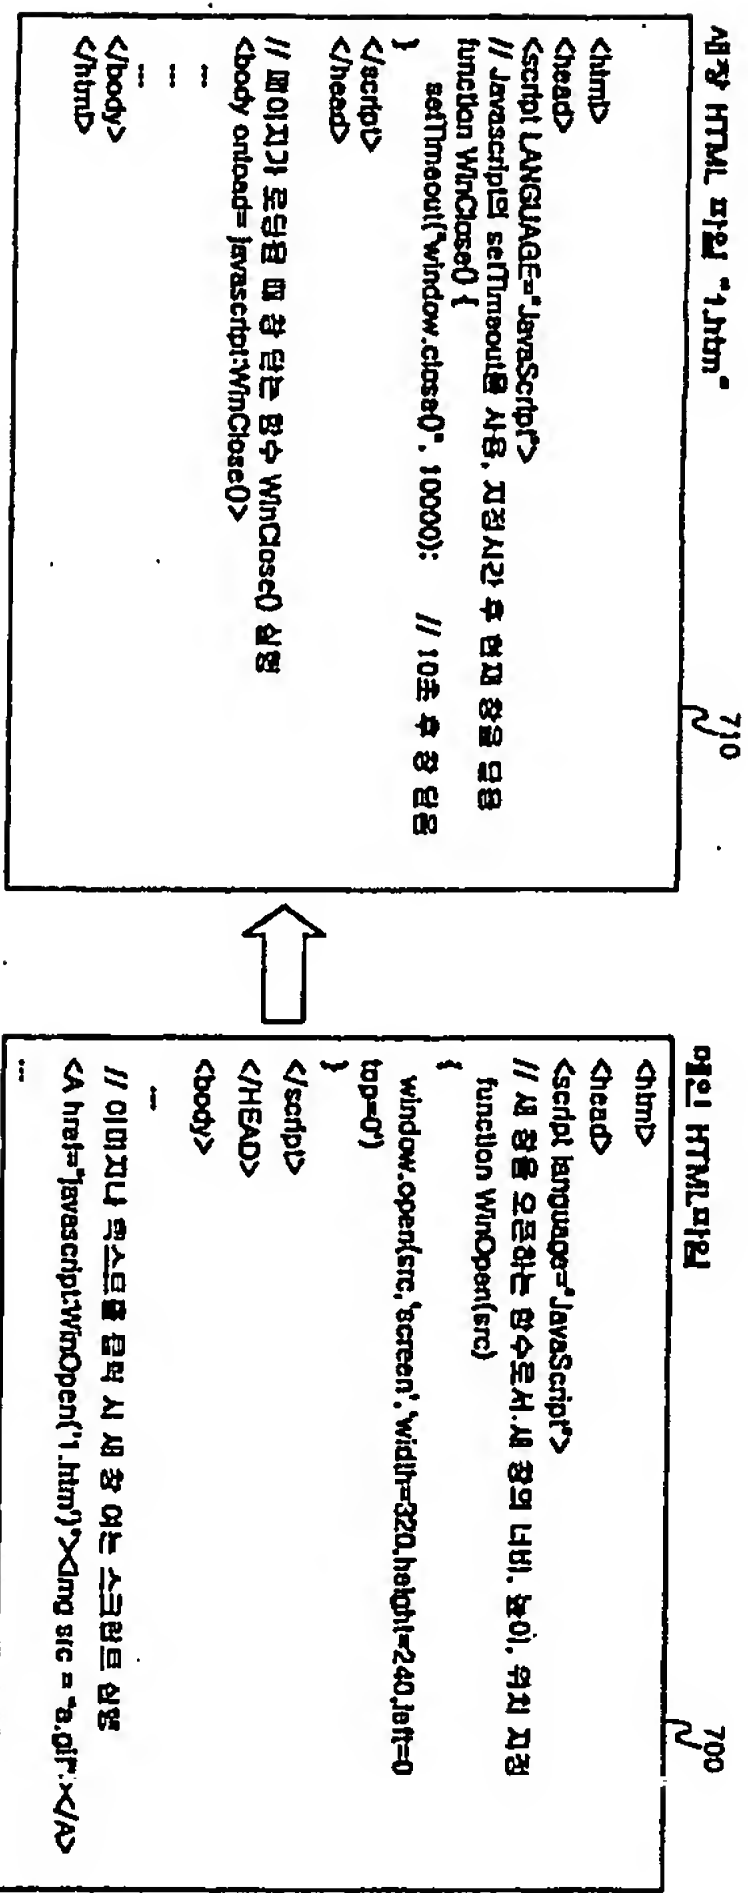 새창 HTML 파일 "1.htm"
710
<html>
<head>
<script LANGUAGE="JavaScript">
// Javascript의 setTimeout을 사용, 지정시간 후 현재 창을 닫음
function WinClose() {
setTimeout("window.close()", 10000); // 10초 후 창 닫음
}
</script>
</head>
// 페이지가 로딩될 때 창 닫는 함수 WinClose() 실행
<body onload= javascript:WinClose()>
...
...
...
</body>
</html>
메인 HTML파일
700
<html>
<head>
<script language="JavaScript">
// 새 창을 오픈하는 함수로서.새 창의 너비, 높이, 위치 지정
function WinOpen(src)
{
window.open(src,'screen','width=320,height=240,left=0
top=0')
}
</script>
</HEAD>
<body>
...
// 이미지나 텍스트를 클릭 시 새 창 여는 스크립트 실행
<A href="javascript:WinOpen('1.htm')"><img src = "a.gif"></A>
...